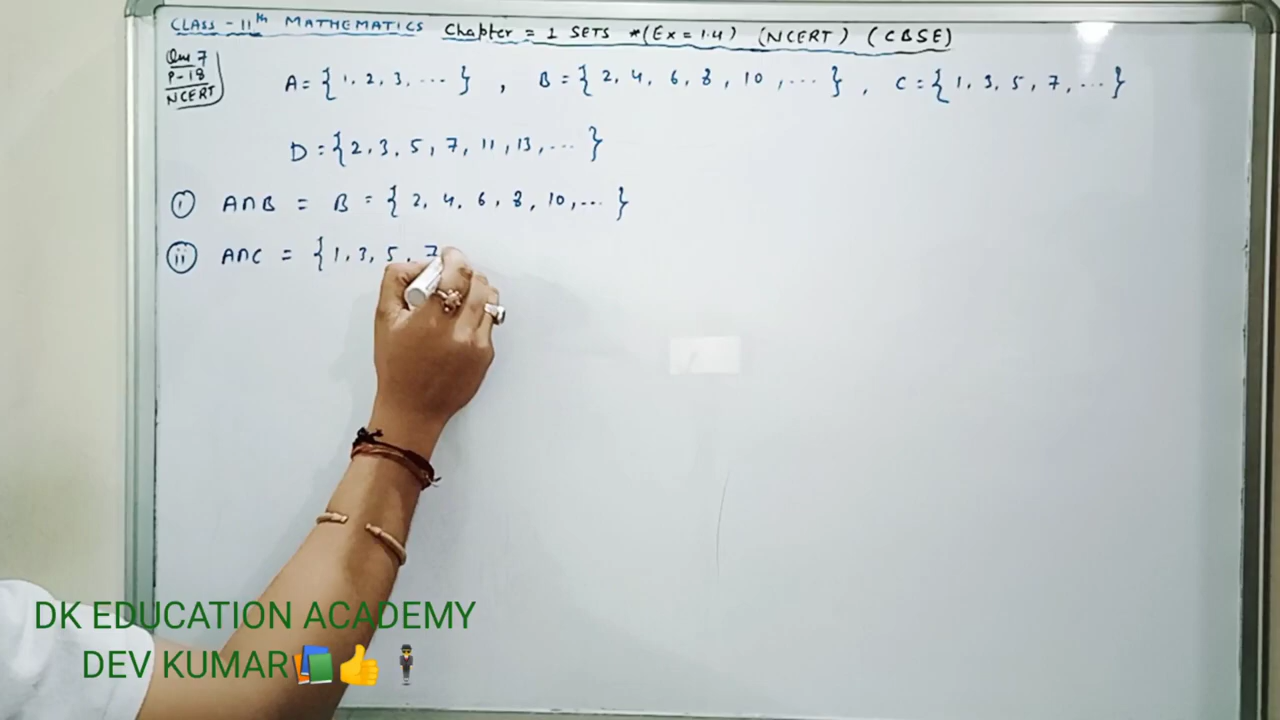 CLASS - 11th MATHEMATICS Chapter = 1 SETS *(Ex = 1.4) (NCERT) (CBSE)
Que 7
P-18
NCERT
A = {1, 2, 3, ...}, B = {2, 4, 6, 8, 10, ...}, C = {1, 3, 5, 7, ...}
D = {2, 3, 5, 7, 11, 13, ...}
(i) A∩B = B = {2, 4, 6, 8, 10, ...}
(ii) A∩C = {1, 3, 5, 7
DK EDUCATION ACADEMY
DEV KUMAR📚👍🕴